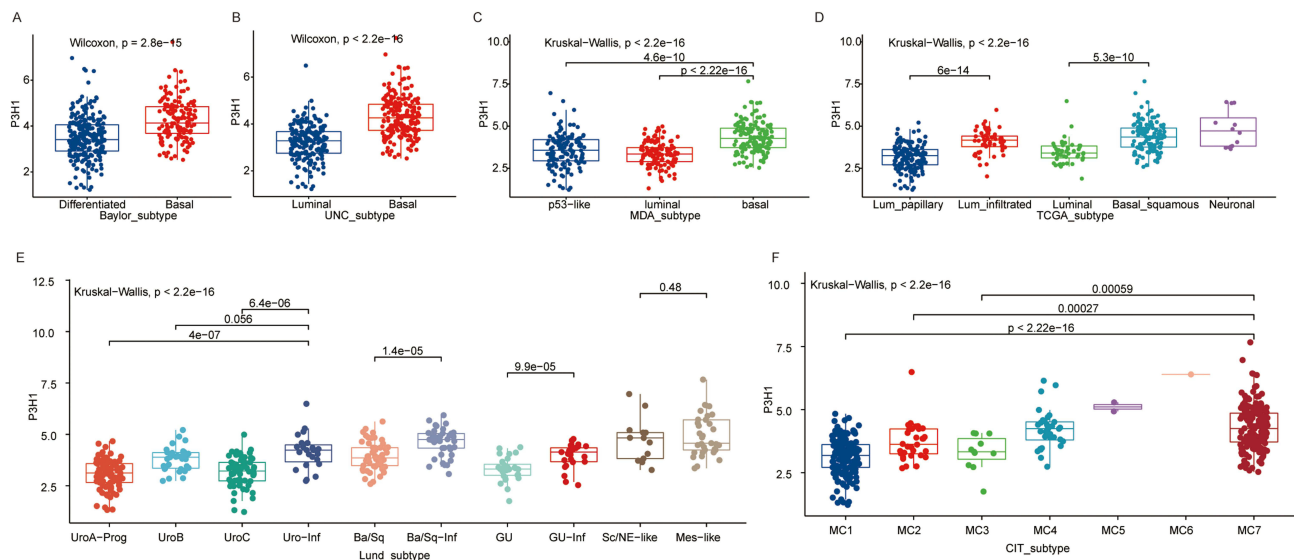 A
Wilcoxon, p = 2.8e−15
P3H1
6
4
2
Differentiated
Basal
Baylor_subtype
B
Wilcoxon, p < 2.2e−16
P3H1
6
4
2
Luminal
Basal
UNC_subtype
C
Kruskal−Wallis, p < 2.2e−16
4.6e−10
p < 2.22e−16
P3H1
10.0
7.5
5.0
2.5
p53−like
luminal
basal
MDA_subtype
D
Kruskal−Wallis, p < 2.2e−16
6e−14
5.3e−10
P3H1
10.0
7.5
5.0
2.5
Lum_papillary
Lum_infiltrated
Luminal
Basal_squamous
Neuronal
TCGA_subtype
E
Kruskal−Wallis, p < 2.2e−16
6.4e−06
0.056
4e−07
1.4e−05
9.9e−05
0.48
P3H1
12.5
10.0
7.5
5.0
2.5
UroA−Prog
UroB
UroC
Uro−Inf
Ba/Sq
Ba/Sq−Inf
GU
GU−Inf
Sc/NE−like
Mes−like
Lund_subtype
F
Kruskal−Wallis, p < 2.2e−16
0.00059
0.00027
p < 2.22e−16
P3H1
10.0
7.5
5.0
2.5
MC1
MC2
MC3
MC4
MC5
MC6
MC7
CIT_subtype